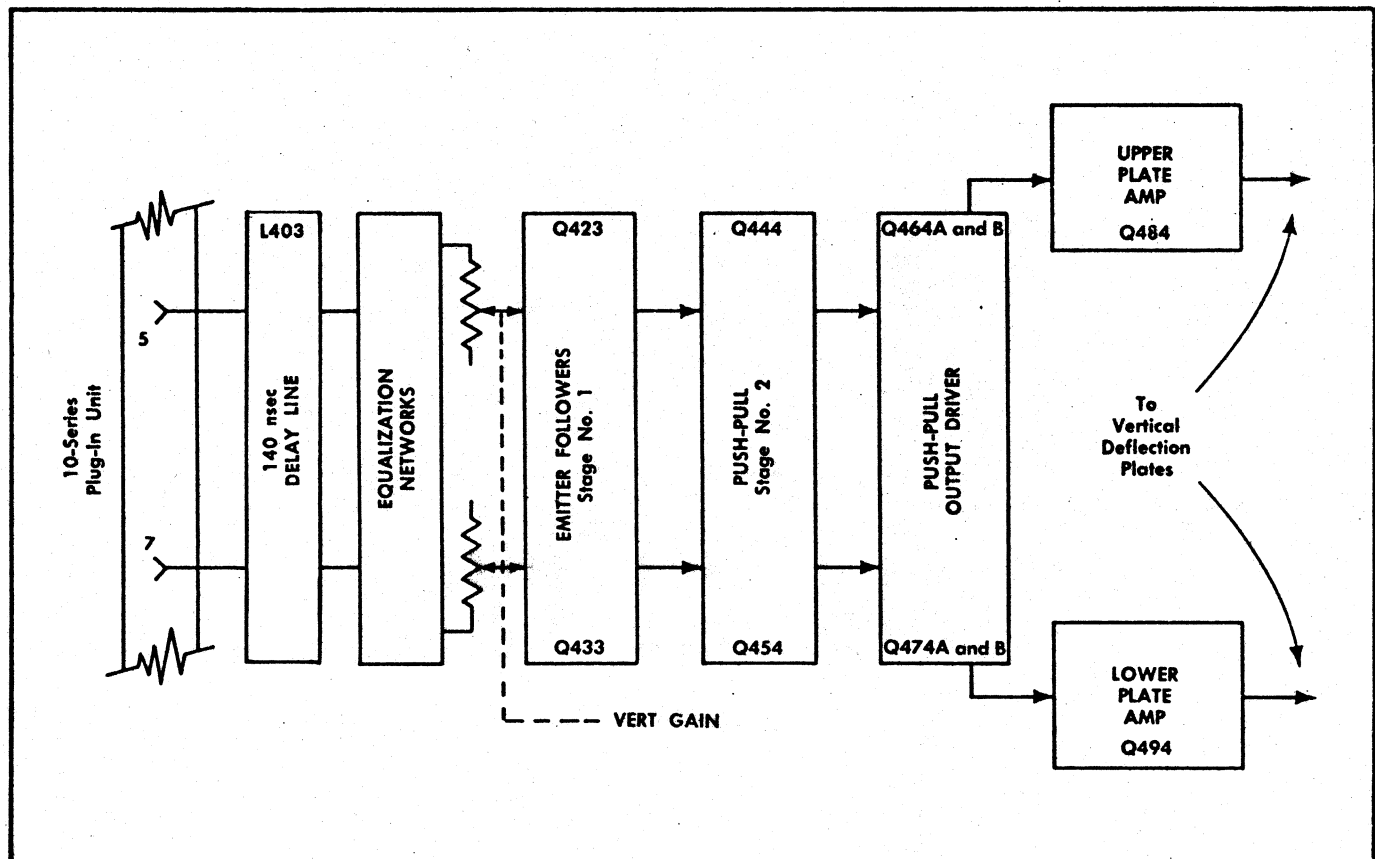 10-Series
Plug-In Unit
5
7
L403
140 nsec
DELAY LINE
EQUALIZATION
NETWORKS
Q423
EMITTER FOLLOWERS
Stage No. 1
Q433
VERT GAIN
Q444
PUSH-PULL
Stage No. 2
Q454
Q464A and B
PUSH-PULL
OUTPUT DRIVER
Q474A and B
UPPER
PLATE
AMP
Q484
To
Vertical
Deflection
Plates
LOWER
PLATE
AMP
Q494